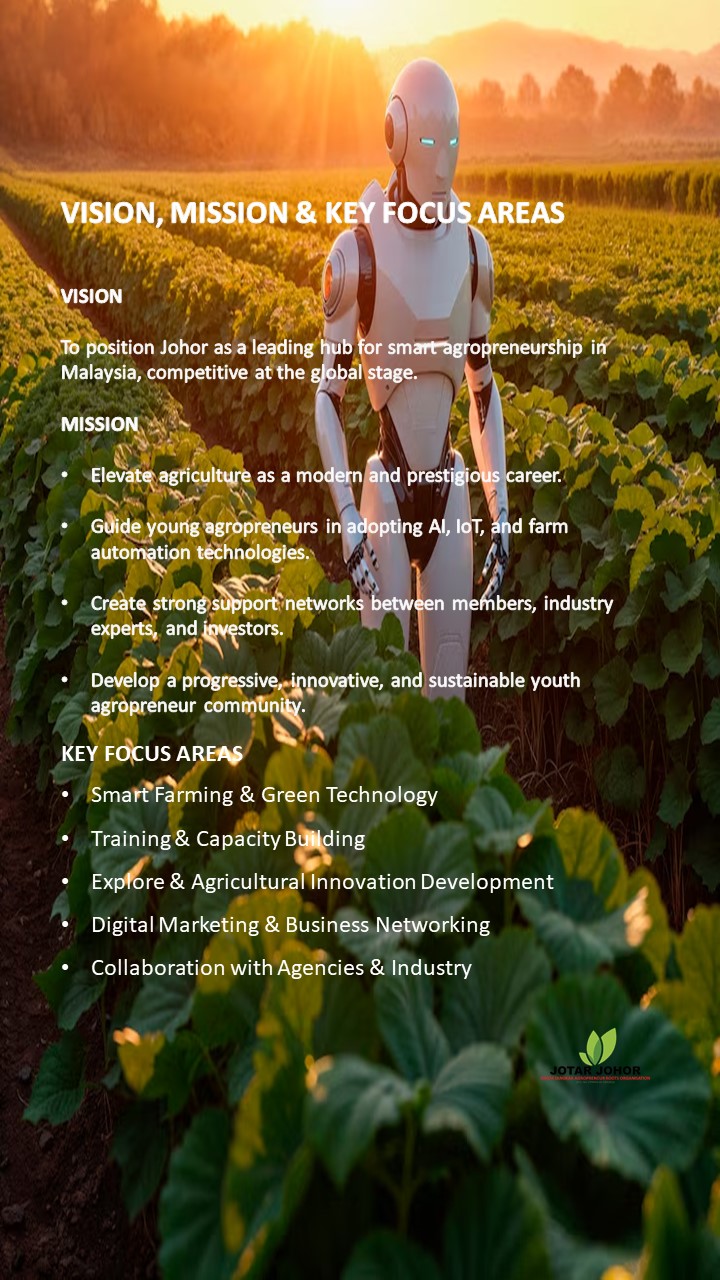 VISION, MISSION & KEY FOCUS AREAS
VISION
To position Johor as a leading hub for smart agropreneurship in
Malaysia, competitive at the global stage.
MISSION
• Elevate agriculture as a modern and prestigious career.
• Guide young agropreneurs in adopting AI, IoT, and farm
automation technologies.
• Create strong support networks between members, industry
experts, and investors.
• Develop a progressive, innovative, and sustainable youth
agropreneur community.
KEY FOCUS AREAS
• Smart Farming & Green Technology
• Training & Capacity Building
• Explore & Agricultural Innovation Development
• Digital Marketing & Business Networking
• Collaboration with Agencies & Industry
JOTAR JOHOR